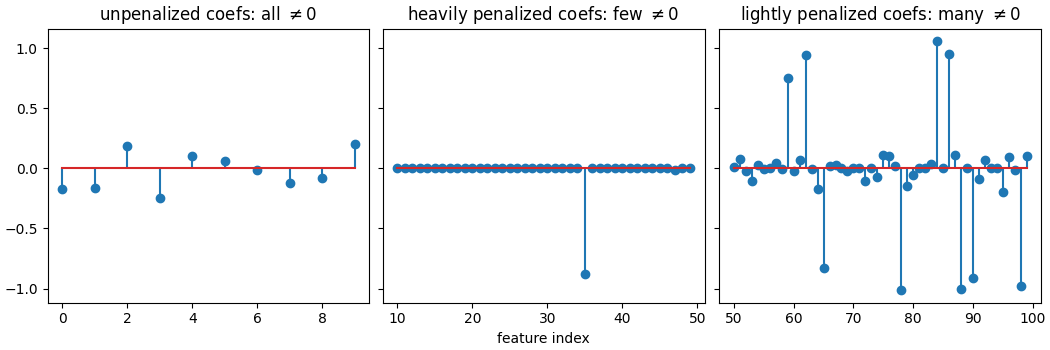 unpenalized coefs: all ≠0
heavily penalized coefs: few ≠0
lightly penalized coefs: many ≠0
1.0
0.5
0.0
−0.5
−1.0
0 2 4 6 8
10 20 30 40 50
50 60 70 80 90 100
feature index